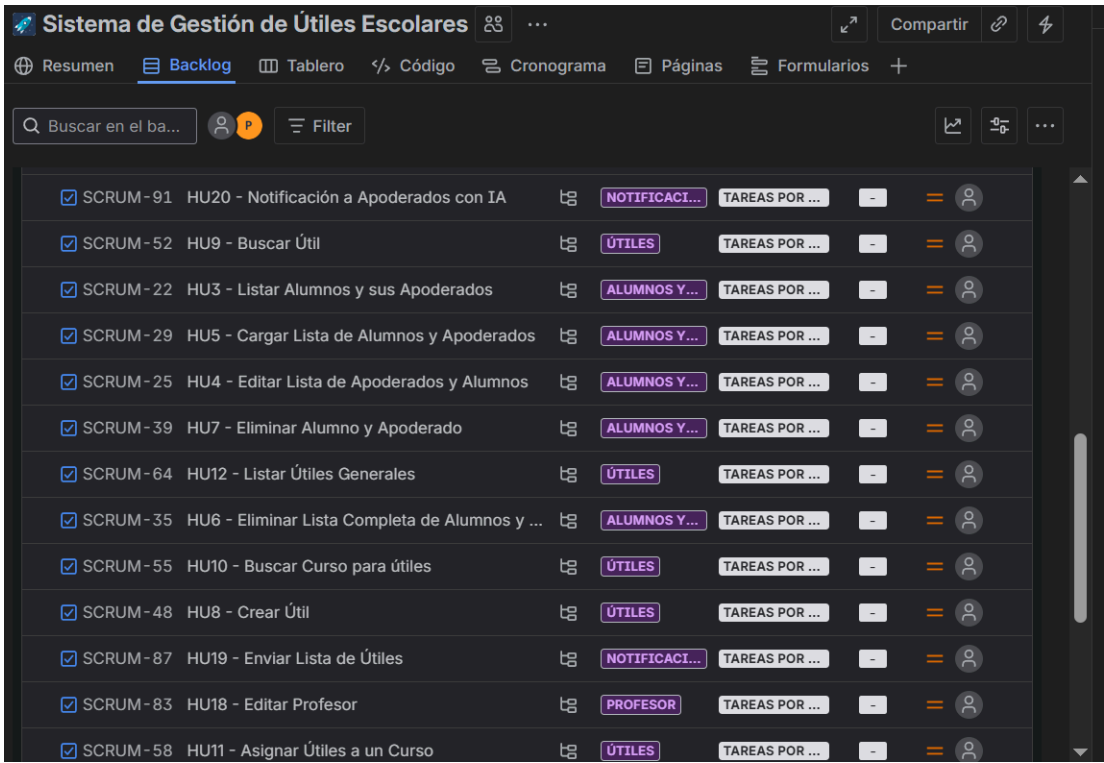 Sistema de Gestión de Útiles Escolares ...
Compartir
Resumen Backlog Tablero Código Cronograma Páginas Formularios
Buscar en el ba... P Filter
SCRUM-91 HU20 - Notificación a Apoderados con IA NOTIFICACI... TAREAS POR ... -
SCRUM-52 HU9 - Buscar Útil ÚTILES TAREAS POR ... -
SCRUM-22 HU3 - Listar Alumnos y sus Apoderados ALUMNOS Y... TAREAS POR ... -
SCRUM-29 HU5 - Cargar Lista de Alumnos y Apoderados ALUMNOS Y... TAREAS POR ... -
SCRUM-25 HU4 - Editar Lista de Apoderados y Alumnos ALUMNOS Y... TAREAS POR ... -
SCRUM-39 HU7 - Eliminar Alumno y Apoderado ALUMNOS Y... TAREAS POR ... -
SCRUM-64 HU12 - Listar Útiles Generales ÚTILES TAREAS POR ... -
SCRUM-35 HU6 - Eliminar Lista Completa de Alumnos y ... ALUMNOS Y... TAREAS POR ... -
SCRUM-55 HU10 - Buscar Curso para útiles ÚTILES TAREAS POR ... -
SCRUM-48 HU8 - Crear Útil ÚTILES TAREAS POR ... -
SCRUM-87 HU19 - Enviar Lista de Útiles NOTIFICACI... TAREAS POR ... -
SCRUM-83 HU18 - Editar Profesor PROFESOR TAREAS POR ... -
SCRUM-58 HU11 - Asignar Útiles a un Curso ÚTILES TAREAS POR ... -